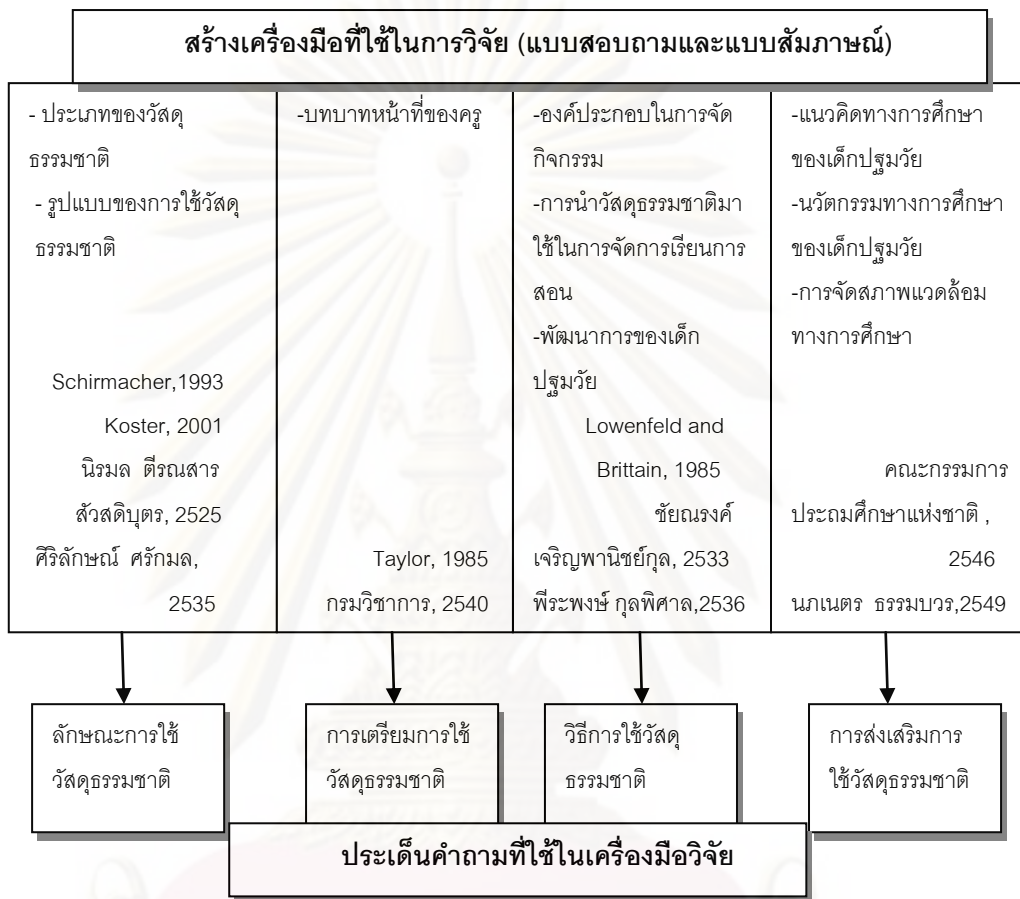 สร้างเครื่องมือที่ใช้ในการวิจัย (แบบสอบถามและแบบสัมภาษณ์)
- ประเภทของวัสดุ
ธรรมชาติ
- รูปแบบของการใช้วัสดุ
ธรรมชาติ
Schirmacher,1993
Koster, 2001
นิรมล ตีรณสาร
สวัสดิบุตร, 2525
ศิริลักษณ์ ศรักมล,
2535
-บทบาทหน้าที่ของครู
Taylor, 1985
กรมวิชาการ, 2540
-องค์ประกอบในการจัด
กิจกรรม
-การนำวัสดุธรรมชาติมา
ใช้ในการจัดการเรียนการ
สอน
-พัฒนาการของเด็ก
ปฐมวัย
Lowenfeld and
Brittain, 1985
ชัยณรงค์
เจริญพานิชย์กุล, 2533
พีระพงษ์ กุลพิศาล,2536
-แนวคิดทางการศึกษา
ของเด็กปฐมวัย
-นวัตกรรมทางการศึกษา
ของเด็กปฐมวัย
-การจัดสภาพแวดล้อม
ทางการศึกษา
คณะกรรมการ
ประถมศึกษาแห่งชาติ ,
2546
นภเนตร ธรรมบวร,2549
ลักษณะการใช้
วัสดุธรรมชาติ
การเตรียมการใช้
วัสดุธรรมชาติ
วิธีการใช้วัสดุ
ธรรมชาติ
การส่งเสริมการ
ใช้วัสดุธรรมชาติ
ประเด็นคำถามที่ใช้ในเครื่องมือวิจัย